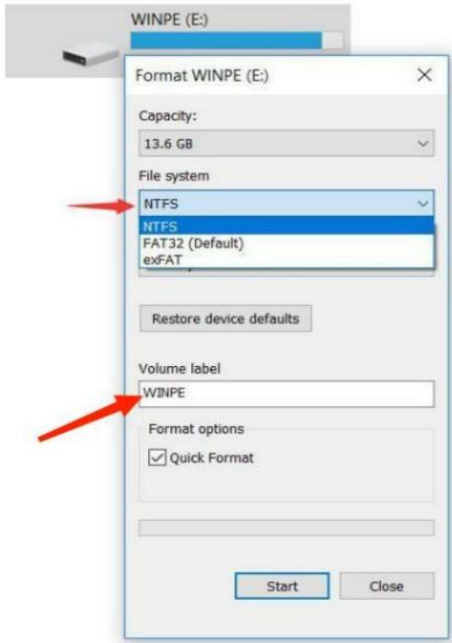 WINPE (E:)
Format WINPE (E:)
Capacity:
13.6 GB
File system
NTFS
NTFS
FAT32 (Default)
exFAT
Restore device defaults
Volume label
WINPE
Format options
Quick Format
Start
Close